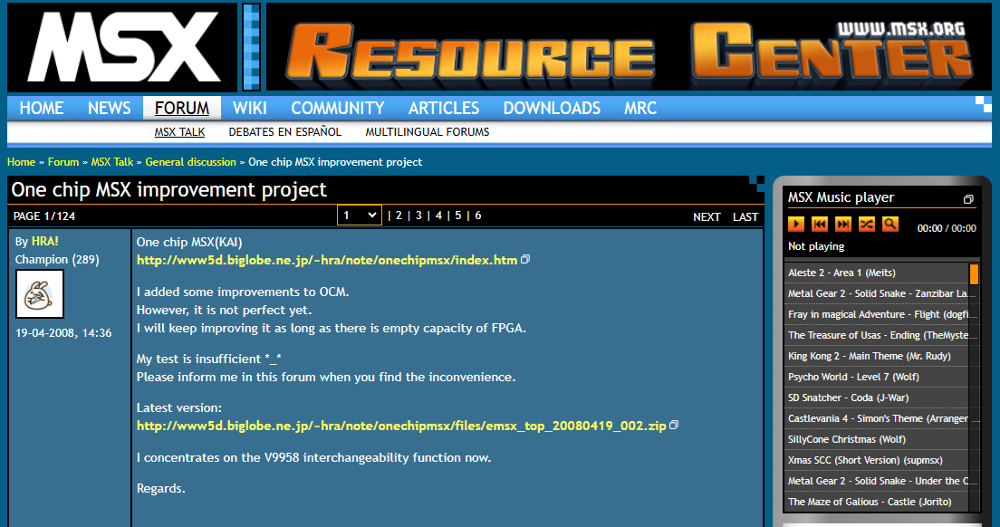 MSX
RESOURCE CENTER
WWW.MSX.ORG
HOME NEWS FORUM WIKI COMMUNITY ARTICLES DOWNLOADS MRC
MSX TALK DEBATES EN ESPAÑOL MULTILINGUAL FORUMS
Home » Forum » MSX Talk » General discussion » One chip MSX improvement project
One chip MSX improvement project
PAGE 1/124
1 | 2 | 3 | 4 | 5 | 6
NEXT LAST
By HRA!
Champion (289)
19-04-2008, 14:36
One chip MSX(KAI)
http://www5d.biglobe.ne.jp/~hra/note/onechipmsx/index.htm
I added some improvements to OCM.
However, it is not perfect yet.
I will keep improving it as long as there is empty capacity of FPGA.
My test is insufficient *_*
Please inform me in this forum when you find the inconvenience.
Latest version:
http://www5d.biglobe.ne.jp/~hra/note/onechipmsx/files/emsx_top_20080419_002.zip
I concentrates on the V9958 interchangeability function now.
Regards.
MSX Music player
00:00 / 00:00
Not playing
Aleste 2 - Area 1 (Meits)
Metal Gear 2 - Solid Snake - Zanzibar La...
Fray in magical Adventure - Flight (dogfi...
The Treasure of Usas - Ending (TheMyste...
King Kong 2 - Main Theme (Mr. Rudy)
Psycho World - Level 7 (Wolf)
SD Snatcher - Coda (J-War)
Castlevania 4 - Simon's Theme (Arranger...
SillyCone Christmas (Wolf)
Xmas SCC (Short Version) (supmsx)
Metal Gear 2 - Solid Snake - Under the C...
The Maze of Galious - Castle (Jorito)